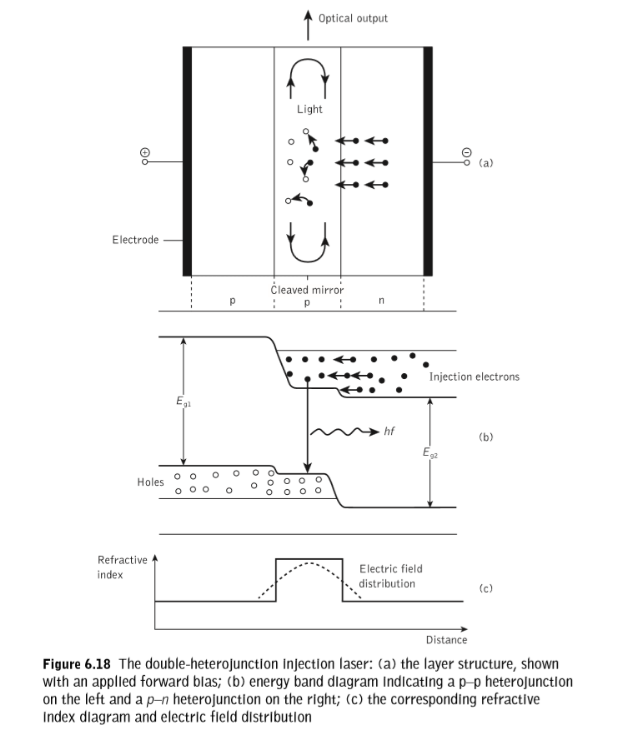 Optical output
Light
⊕
⊖
(a)
Electrode
Cleaved mirror
p
p
n
Injection electrons
Eg1
hf
(b)
Eg2
Holes
Refractive
index
Electric field
distribution
(c)
Distance
Figure 6.18 The double-heterojunction injection laser: (a) the layer structure, shown
with an applied forward bias; (b) energy band diagram indicating a p–p heterojunction
on the left and a p–n heterojunction on the right; (c) the corresponding refractive
index diagram and electric field distribution